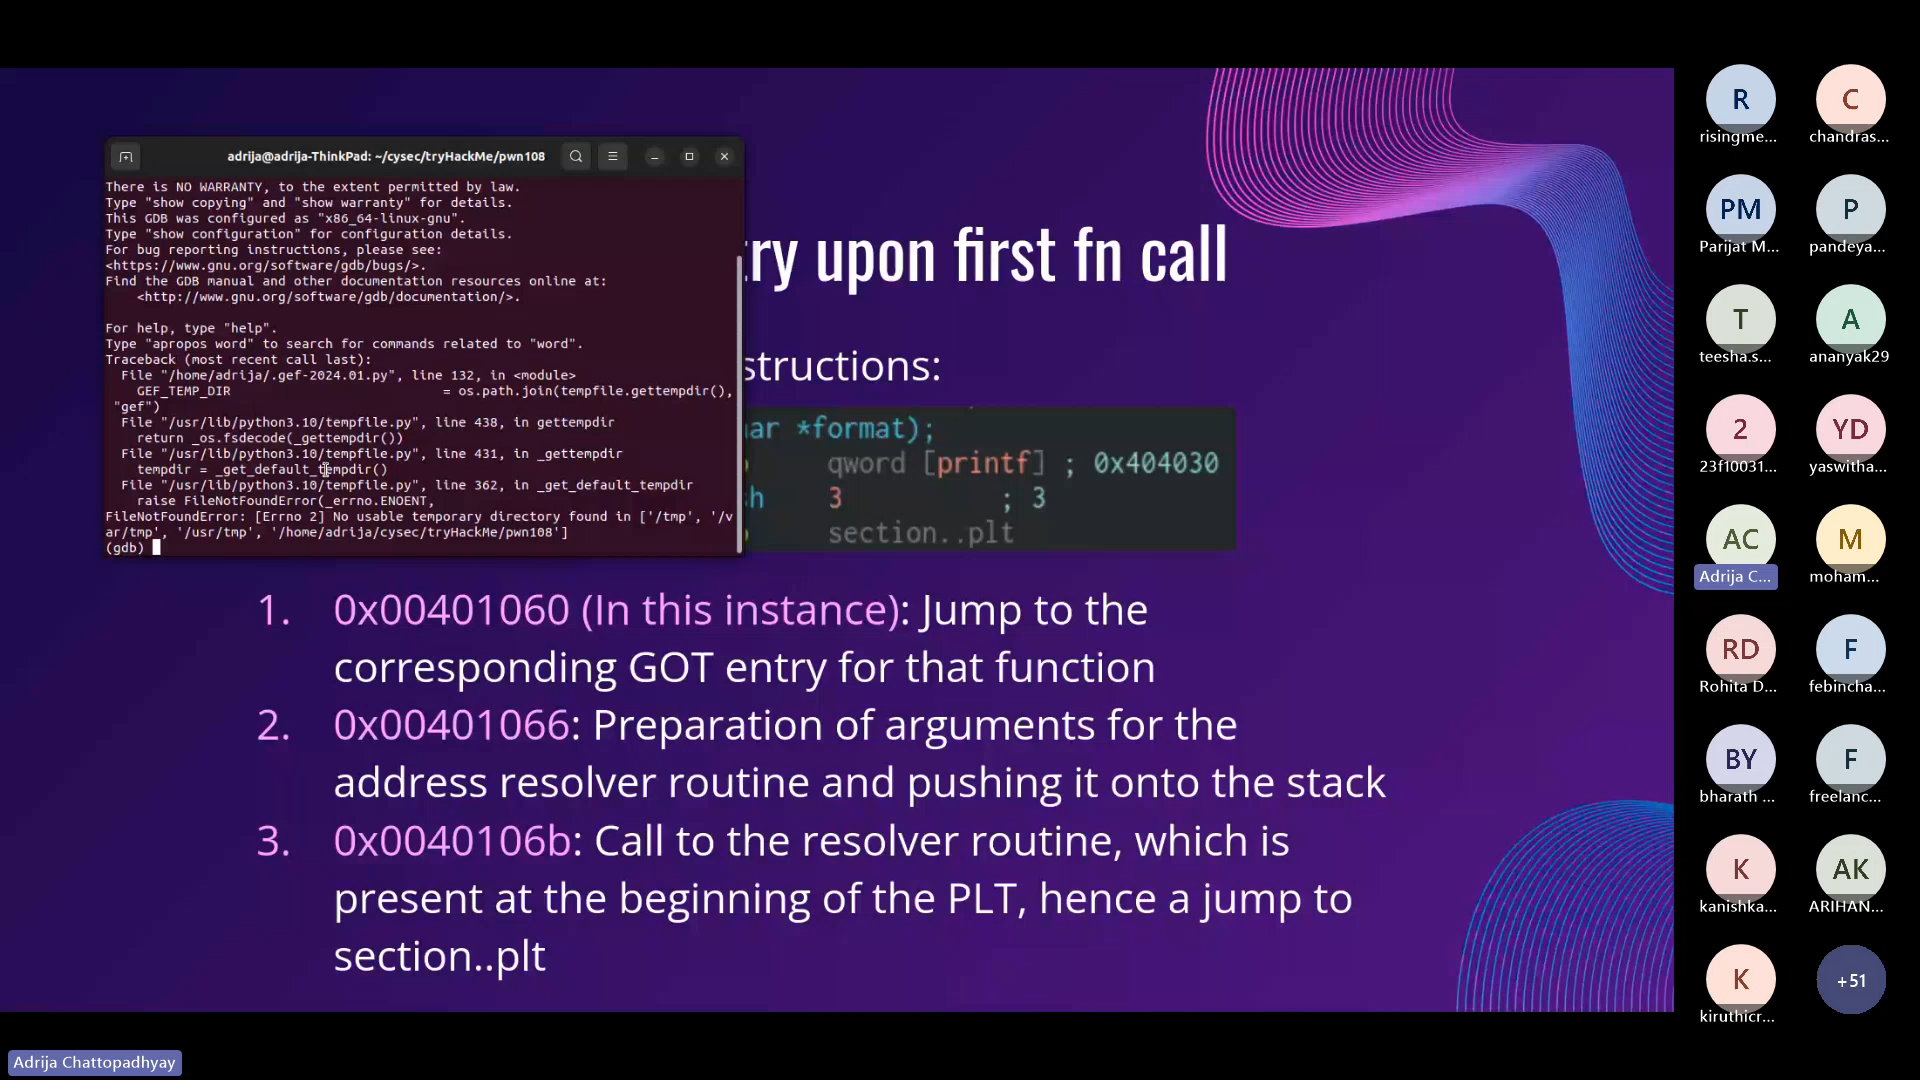 adrija@adrija-ThinkPad: ~/cysec/tryHackMe/pwn108
There is NO WARRANTY, to the extent permitted by law.
Type "show copying" and "show warranty" for details.
This GDB was configured as "x86_64-linux-gnu".
Type "show configuration" for configuration details.
For bug reporting instructions, please see:
<https://www.gnu.org/software/gdb/bugs/>.
Find the GDB manual and other documentation resources online at:
<http://www.gnu.org/software/gdb/documentation/>.
For help, type "help".
Type "apropos word" to search for commands related to "word".
Traceback (most recent call last):
File "/home/adrija/.gef-2024.01.py", line 132, in <module>
GEF_TEMP_DIR = os.path.join(tempfile.gettempdir(),
"gef")
File "/usr/lib/python3.10/tempfile.py", line 438, in gettempdir
return _os.fsdecode(_gettempdir())
File "/usr/lib/python3.10/tempfile.py", line 431, in _gettempdir
tempdir = _get_default_tempdir()
File "/usr/lib/python3.10/tempfile.py", line 362, in _get_default_tempdir
raise FileNotFoundError(_errno.ENOENT,
FileNotFoundError: [Errno 2] No usable temporary directory found in ['/tmp', '/v
ar/tmp', '/usr/tmp', '/home/adrija/cysec/tryHackMe/pwn108']
(gdb)
try upon first fn call
structions:
ar *format);
qword [printf] ; 0x404030
h 3 ; 3
section..plt
1. 0x00401060 (In this instance): Jump to the
corresponding GOT entry for that function
2. 0x00401066: Preparation of arguments for the
address resolver routine and pushing it onto the stack
3. 0x0040106b: Call to the resolver routine, which is
present at the beginning of the PLT, hence a jump to
section..plt
R
risingme...
C
chandras...
PM
Parijat M...
P
pandeya...
T
teesha.s...
A
ananyak29
2
23f10031...
YD
yaswitha...
AC
Adrija C...
M
moham...
RD
Rohita D...
F
febincha...
BY
bharath ...
F
freelanc...
K
kanishka...
AK
ARIHAN...
K
kiruthicr...
+51
Adrija Chattopadhyay